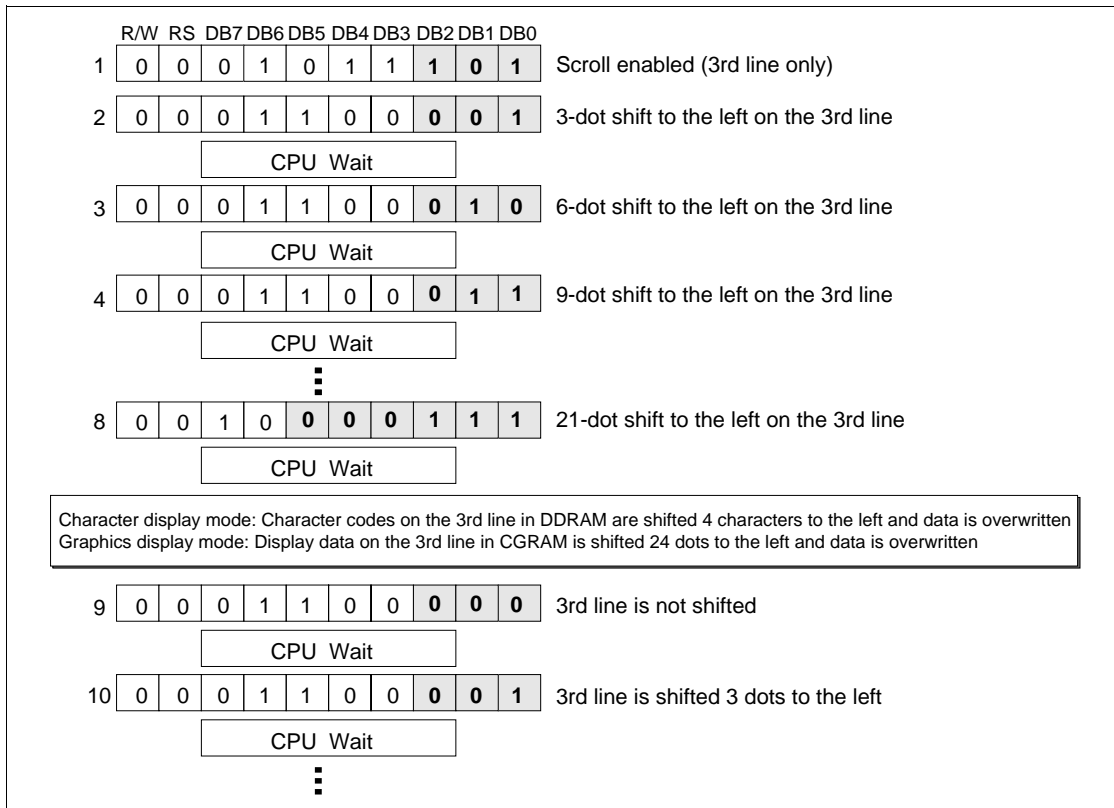 R/W RS DB7 DB6 DB5 DB4 DB3 DB2 DB1 DB0
1 0 0 0 1 0 1 1 1 0 1 Scroll enabled (3rd line only)
2 0 0 0 1 1 0 0 0 0 1 3-dot shift to the left on the 3rd line
CPU Wait
3 0 0 0 1 1 0 0 0 1 0 6-dot shift to the left on the 3rd line
CPU Wait
4 0 0 0 1 1 0 0 0 1 1 9-dot shift to the left on the 3rd line
CPU Wait
8 0 0 1 0 0 0 0 1 1 1 21-dot shift to the left on the 3rd line
CPU Wait
Character display mode: Character codes on the 3rd line in DDRAM are shifted 4 characters to the left and data is overwritten
Graphics display mode: Display data on the 3rd line in CGRAM is shifted 24 dots to the left and data is overwritten
9 0 0 0 1 1 0 0 0 0 0 3rd line is not shifted
CPU Wait
10 0 0 0 1 1 0 0 0 0 1 3rd line is shifted 3 dots to the left
CPU Wait